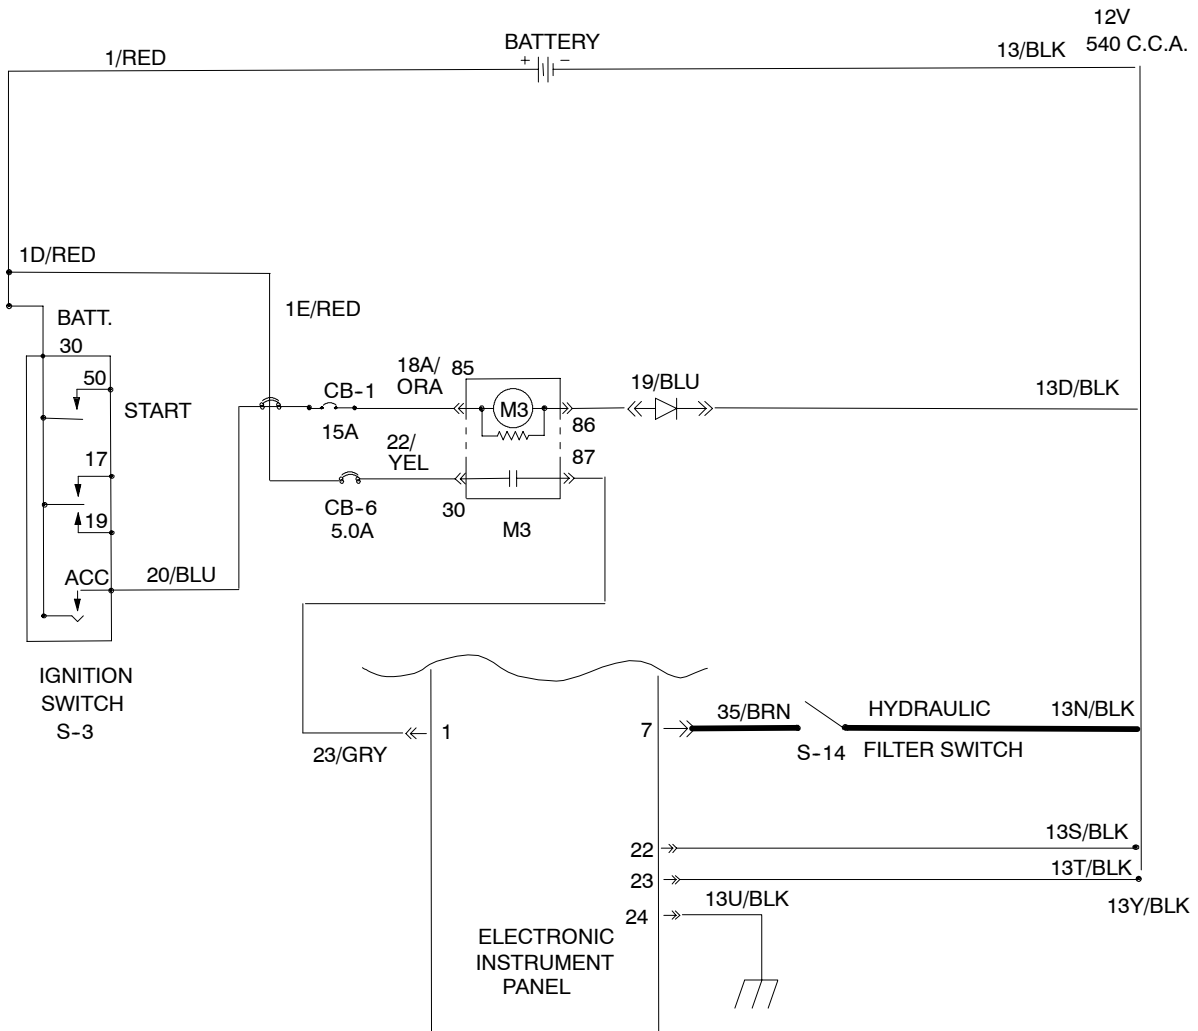 12V
540 C.C.A.
BATTERY
+ −
1/RED
13/BLK
1D/RED
1E/RED
BATT.
30
50
START
17
19
ACC
20/BLU
IGNITION
SWITCH
S-3
CB-1
15A
18A/
ORA
85
M3
86
19/BLU
13D/BLK
22/
YEL
87
CB-6
5.0A
30
M3
23/GRY
1
7
35/BRN
S-14
HYDRAULIC
FILTER SWITCH
13N/BLK
22
13S/BLK
23
13T/BLK
13Y/BLK
24
13U/BLK
ELECTRONIC
INSTRUMENT
PANEL